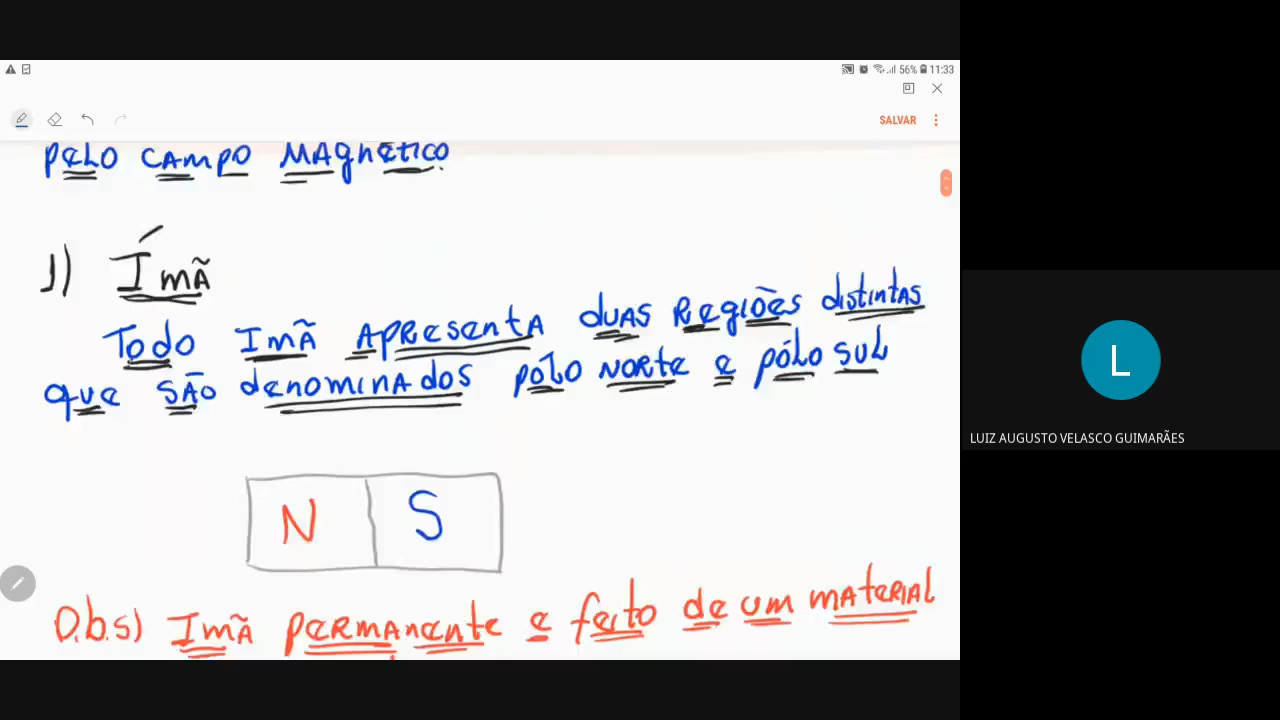 56% 11:33
SALVAR
PELO CAMPO MAGNETICO
1) ÍMÃ
TODO IMÃ APRESENTA DUAS REGIÕES DISTINTAS
QUE SÃO DENOMINADOS PÓLO NORTE E PÓLO SUL
N S
O.b.s) IMÃ PERMANENTE E FEITO DE UM MATERIAL
L
LUIZ AUGUSTO VELASCO GUIMARÃES